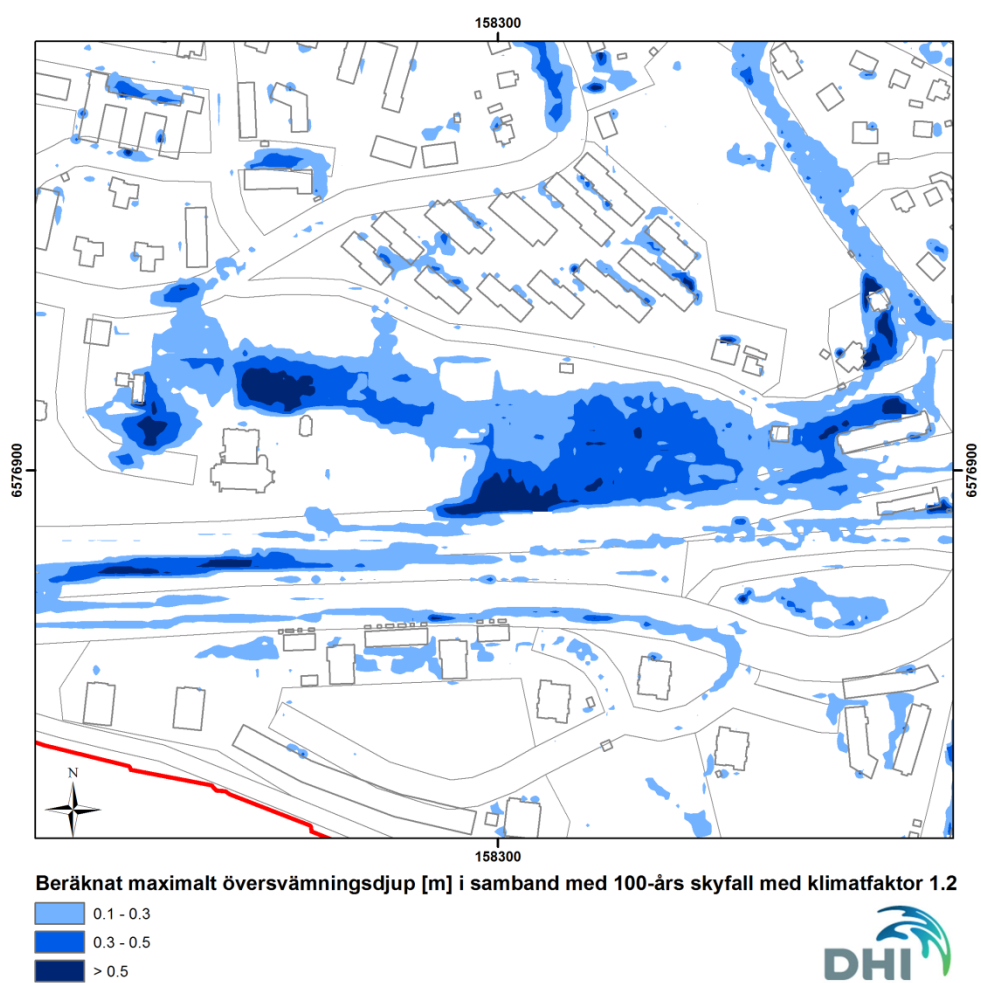 158300
6576900
6576900
N
158300
Beräknat maximalt översvämningsdjup [m] i samband med 100-års skyfall med klimatfaktor 1.2
0.1 - 0.3
0.3 - 0.5
> 0.5
DHI